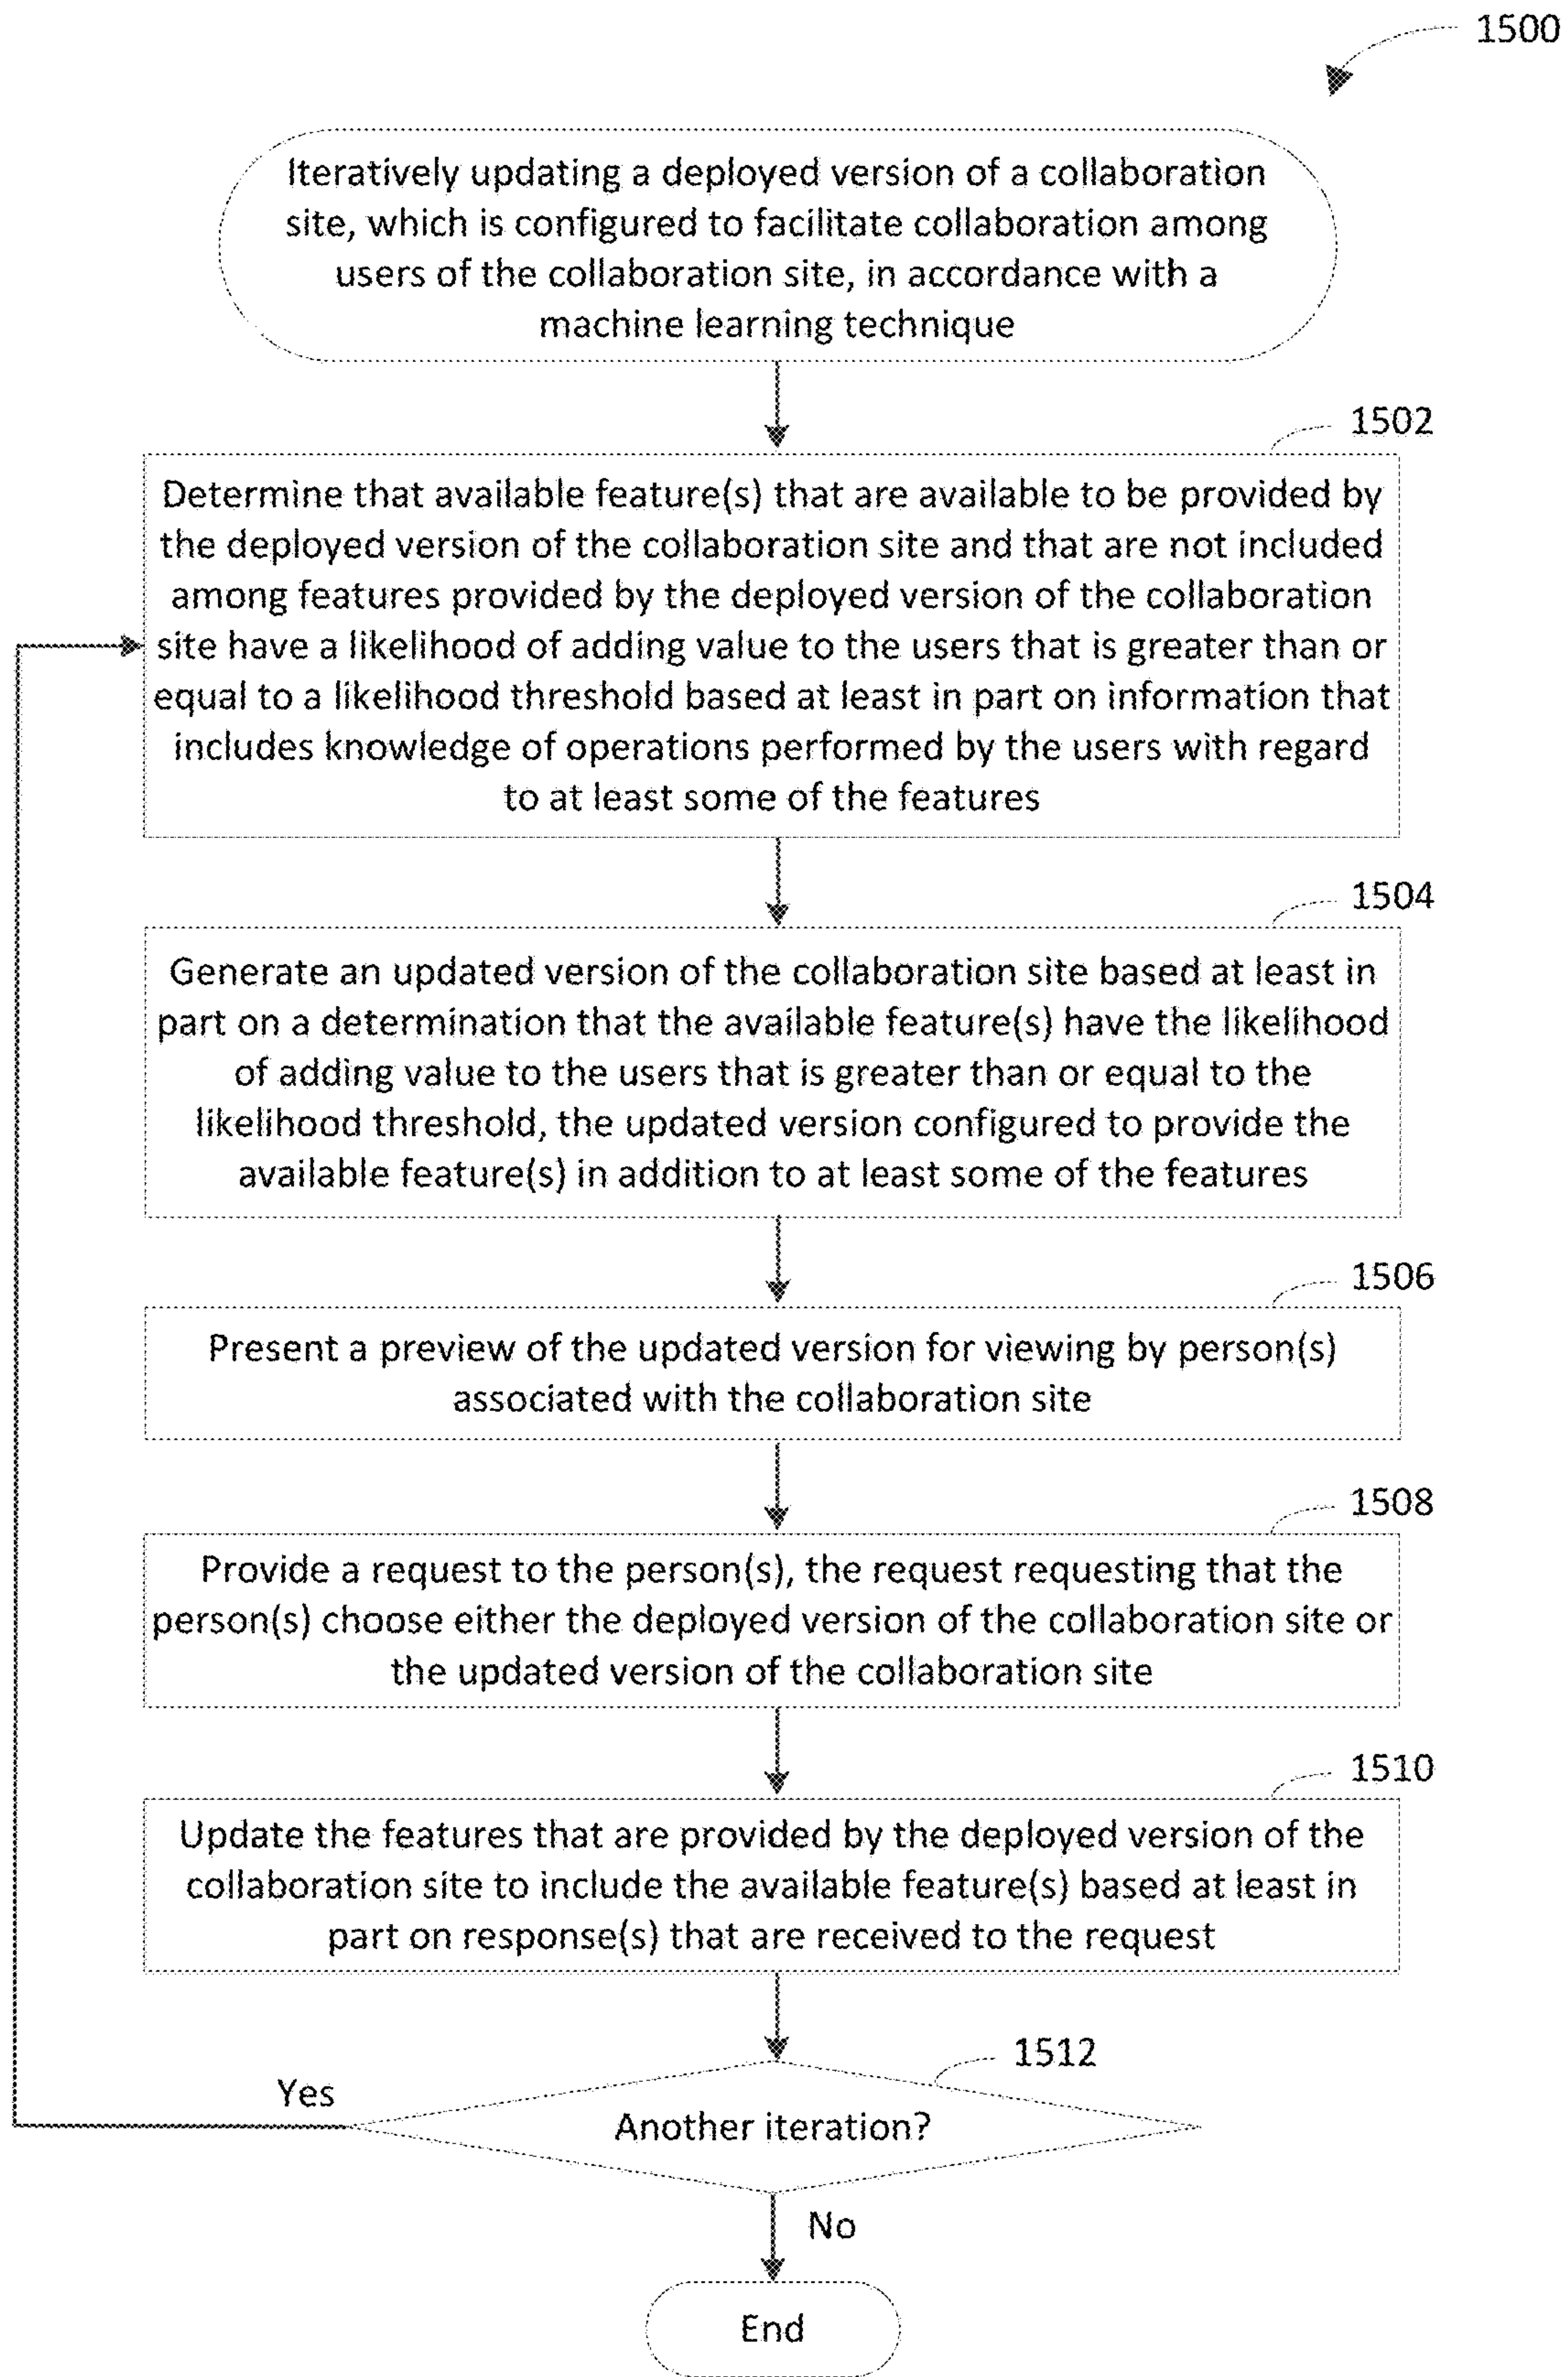 1500
Iteratively updating a deployed version of a collaboration
site, which is configured to facilitate collaboration among
users of the collaboration site, in accordance with a
machine learning technique
1502
Determine that available feature(s) that are available to be provided by
the deployed version of the collaboration site and that are not included
among features provided by the deployed version of the collaboration
site have a likelihood of adding value to the users that is greater than or
equal to a likelihood threshold based at least in part on information that
includes knowledge of operations performed by the users with regard
to at least some of the features
1504
Generate an updated version of the collaboration site based at least in
part on a determination that the available feature(s) have the likelihood
of adding value to the users that is greater than or equal to the
likelihood threshold, the updated version configured to provide the
available feature(s) in addition to at least some of the features
1506
Present a preview of the updated version for viewing by person(s)
associated with the collaboration site
1508
Provide a request to the person(s), the request requesting that the
person(s) choose either the deployed version of the collaboration site or
the updated version of the collaboration site
1510
Update the features that are provided by the deployed version of the
collaboration site to include the available feature(s) based at least in
part on response(s) that are received to the request
1512
Yes
Another iteration?
No
End